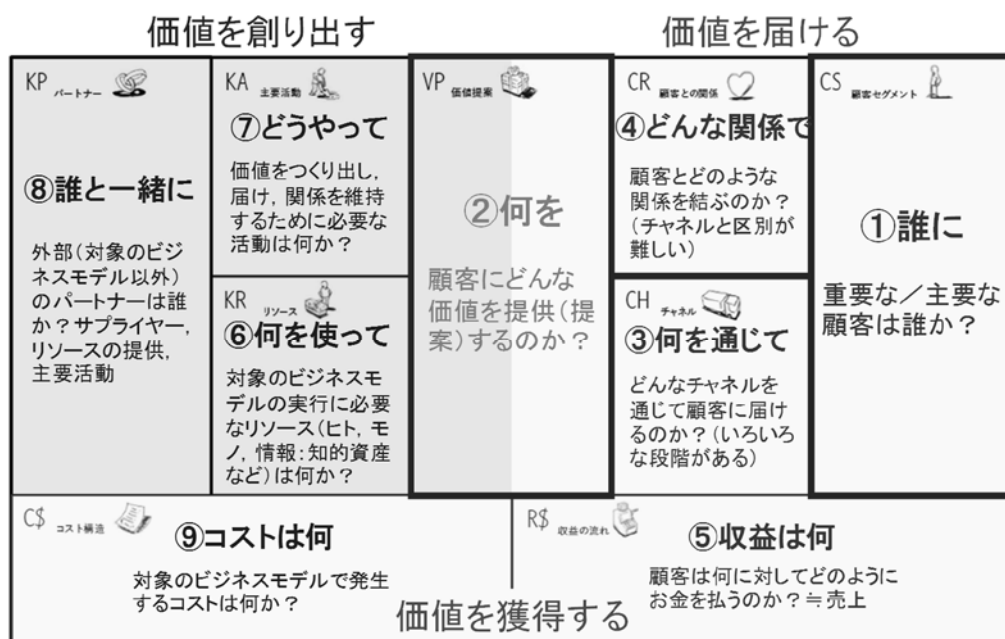 価値を創り出す
価値を届ける
KP パートナー
⑧誰と一緒に
外部(対象のビジ
ネスモデル以外)
のパートナーは誰
か？サプライヤー,
リソースの提供,
主要活動
KA 主要活動
⑦どうやって
価値をつくり出し,
届け, 関係を維持
するために必要な
活動は何か？
KR リソース
⑥何を使って
対象のビジネスモ
デルの実行に必要
なリソース(ヒト, モ
ノ, 情報:知的資産
など)は何か？
VP 価値提案
②何を
顧客にどんな
価値を提供(提
案)するのか？
CR 顧客との関係
④どんな関係で
顧客とどのような
関係を結ぶのか？
(チャネルと区別が
難しい)
CH チャネル
③何を通じて
どんなチャネルを
通じて顧客に届け
るのか？(いろいろ
な段階がある)
CS 顧客セグメント
①誰に
重要な／主要な
顧客は誰か？
C$ コスト構造
⑨コストは何
対象のビジネスモデルで発生
するコストは何か？
R$ 収益の流れ
⑤収益は何
顧客は何に対してどのように
お金を払うのか？≒売上
価値を獲得する